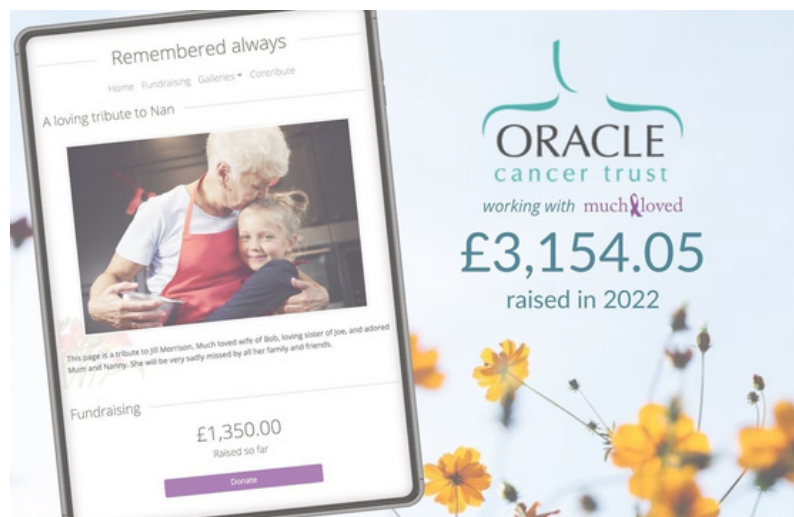 Remembered always
Home Fundraising Galleries Contribute
A loving tribute to Nan
This page is a tribute to Jill Morrison, Much loved wife of Bob, loving sister of Joe, and adored
Mum and Nanny. She will be very sadly missed by all her family and friends.
Fundraising
£1,350.00
Raised so far
Donate
ORACLE
cancer trust
working with much loved
£3,154.05
raised in 2022